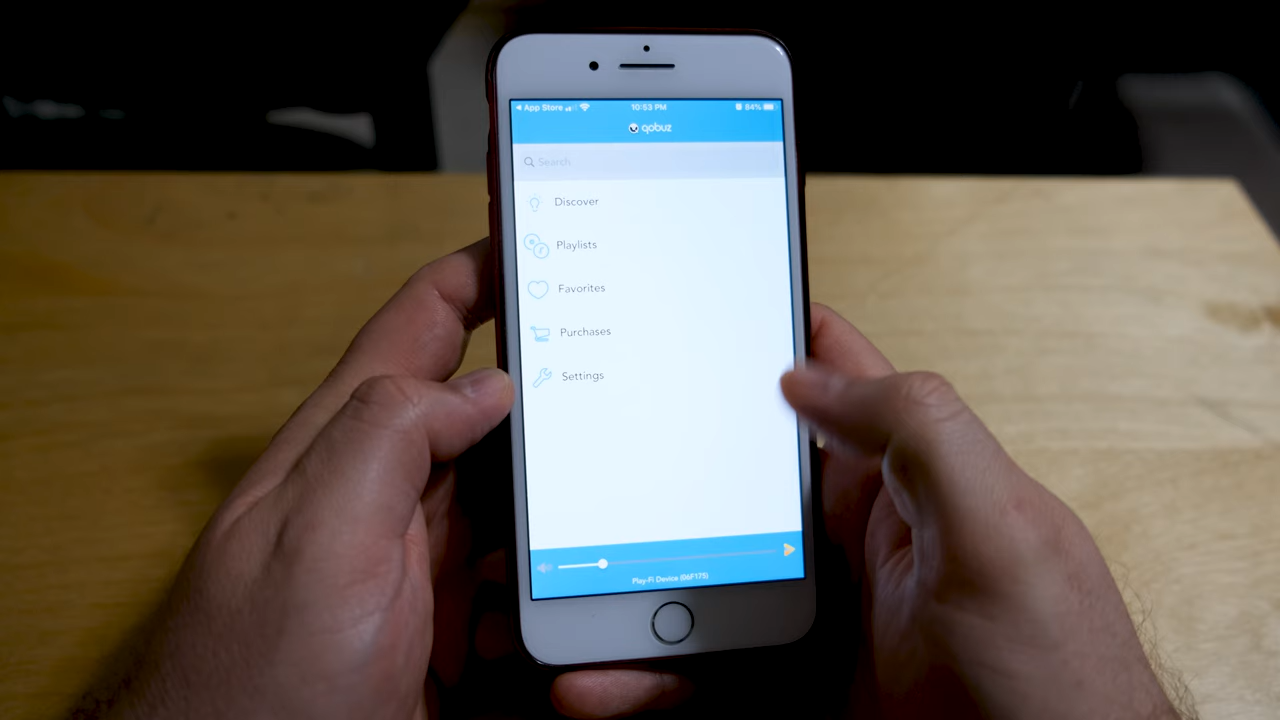 ◀ App Store 10:53 PM 84%
qobuz
Search
Discover
Playlists
Favorites
Purchases
Settings
Play-Fi Device (06F175)